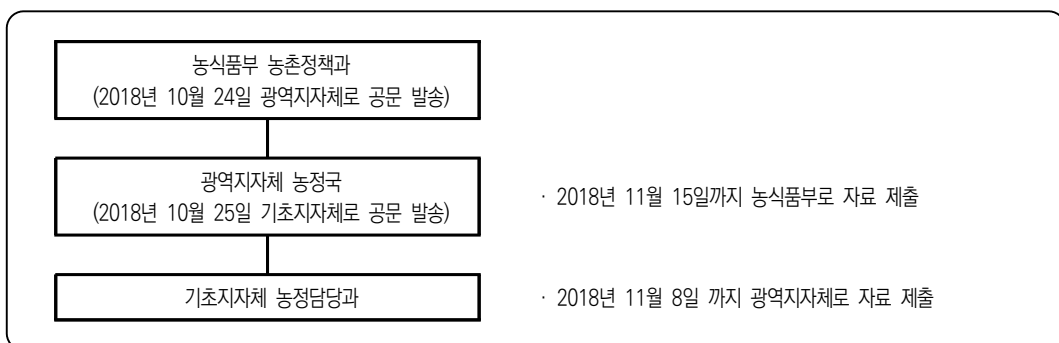 농식품부 농촌정책과
(2018년 10월 24일 광역지자체로 공문 발송)
광역지자체 농정국
(2018년 10월 25일 기초지자체로 공문 발송)
· 2018년 11월 15일까지 농식품부로 자료 제출
기초지자체 농정담당과
· 2018년 11월 8일 까지 광역지자체로 자료 제출